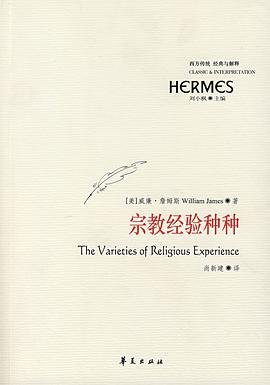 西方传统 经典与解释
CLASSIC & INTERPRETATION
HERMES
刘小枫 ◉ 主编
[美]威廉·詹姆斯 William James ◉ 著
宗教经验种种
The Varieties of Religious Experience
尚新建 ◉ 译
华夏出版社